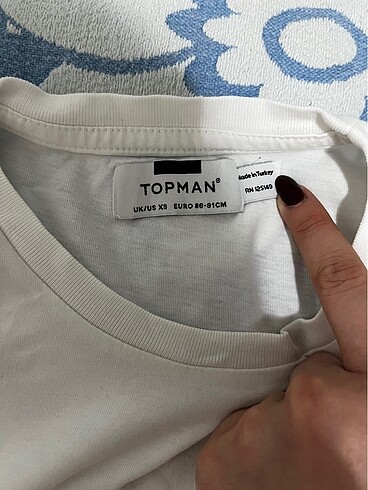 TOPMAN®
UK/US XS EURO 86-91CM
Made in Turkey
RN 125149